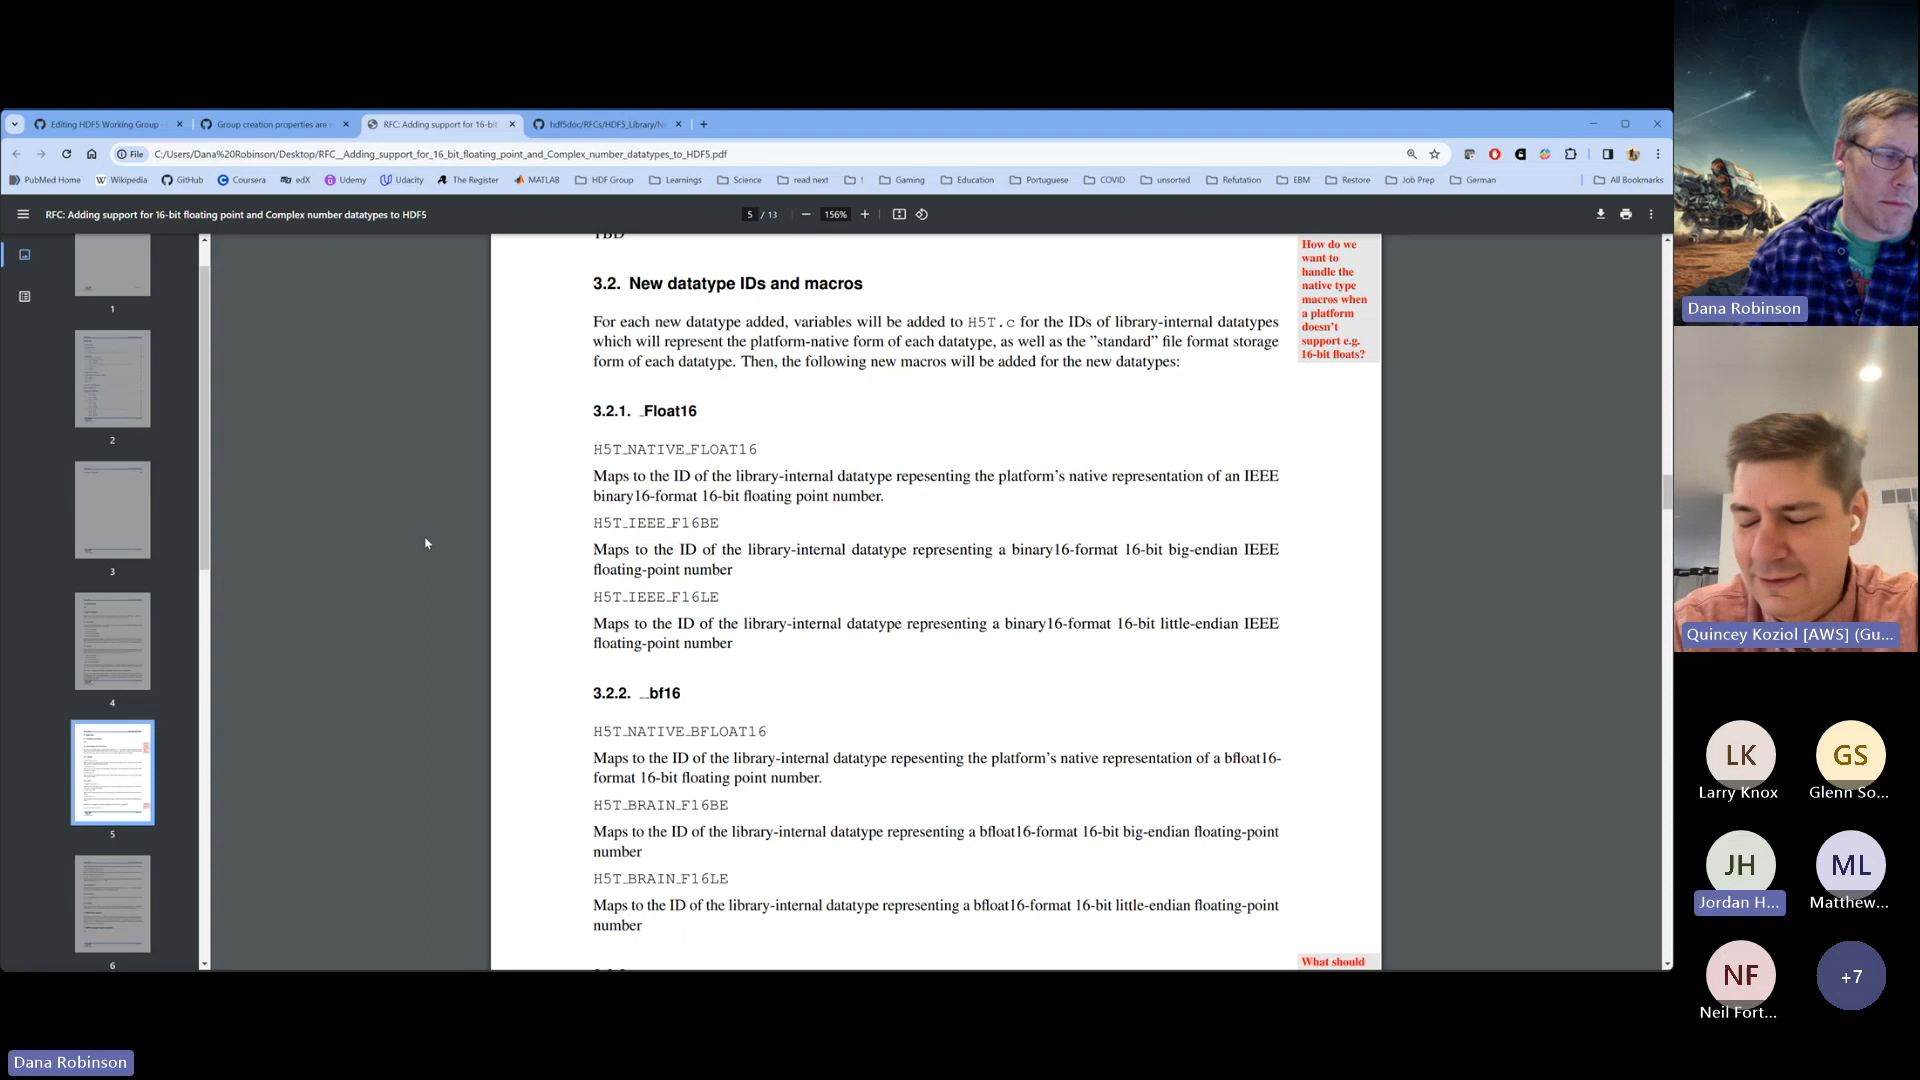 Editing HDF5 Working Group
Group creation properties are
RFC: Adding support for 16-bit
hdf5doc/RFCs/HDF5_Library/N
File
C:/Users/Dana%20Robinson/Desktop/RFC__Adding_support_for_16_bit_floating_point_and_Complex_number_datatypes_to_HDF5.pdf
PubMed Home
Wikipedia
GitHub
Coursera
edX
Udemy
Udacity
The Register
MATLAB
HDF Group
Learnings
Science
read next
!
Gaming
Education
Portuguese
COVID
unsorted
Refutation
EBM
Restore
Job Prep
German
All Bookmarks
RFC: Adding support for 16-bit floating point and Complex number datatypes to HDF5
5 / 13
156%
1
2
3
4
5
6
TBD
3.2. New datatype IDs and macros
For each new datatype added, variables will be added to H5T.c for the IDs of library-internal datatypes
which will represent the platform-native form of each datatype, as well as the "standard" file format storage
form of each datatype. Then, the following new macros will be added for the new datatypes:
How do we
want to
handle the
native type
macros when
a platform
doesn't
support e.g.
16-bit floats?
3.2.1. _Float16
H5T_NATIVE_FLOAT16
Maps to the ID of the library-internal datatype repesenting the platform's native representation of an IEEE
binary16-format 16-bit floating point number.
H5T_IEEE_F16BE
Maps to the ID of the library-internal datatype representing a binary16-format 16-bit big-endian IEEE
floating-point number
H5T_IEEE_F16LE
Maps to the ID of the library-internal datatype representing a binary16-format 16-bit little-endian IEEE
floating-point number
3.2.2. __bf16
H5T_NATIVE_BFLOAT16
Maps to the ID of the library-internal datatype repesenting the platform's native representation of a bfloat16-
format 16-bit floating point number.
H5T_BRAIN_F16BE
Maps to the ID of the library-internal datatype representing a bfloat16-format 16-bit big-endian floating-point
number
H5T_BRAIN_F16LE
Maps to the ID of the library-internal datatype representing a bfloat16-format 16-bit little-endian floating-point
number
What should
Dana Robinson
Quincey Koziol [AWS] (Gu...
LK
Larry Knox
GS
Glenn So...
JH
Jordan H...
ML
Matthew...
NF
Neil Fort...
+7
Dana Robinson